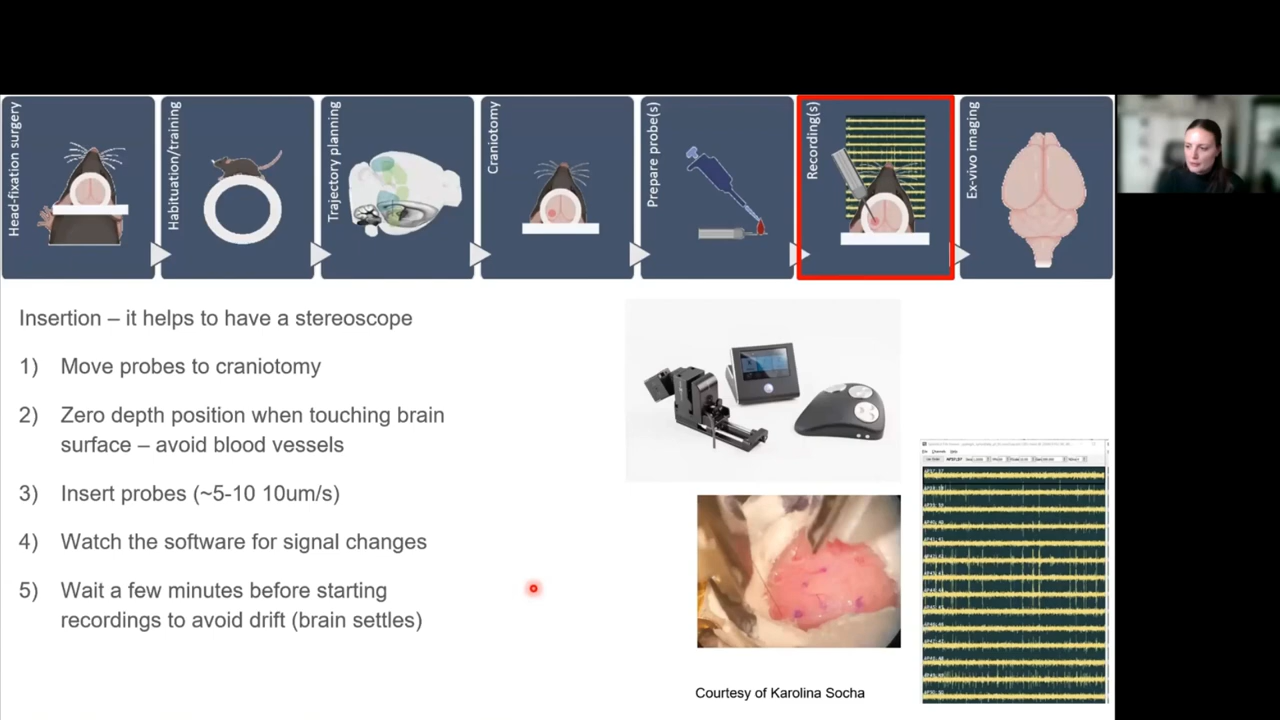 Head-fixation surgery
Habituation/training
Trajectory planning
Craniotomy
Prepare probe(s)
Recording(s)
Ex-vivo imaging
Insertion – it helps to have a stereoscope
1) Move probes to craniotomy
2) Zero depth position when touching brain
surface – avoid blood vessels
3) Insert probes (~5-10 10um/s)
4) Watch the software for signal changes
5) Wait a few minutes before starting
recordings to avoid drift (brain settles)
Courtesy of Karolina Socha